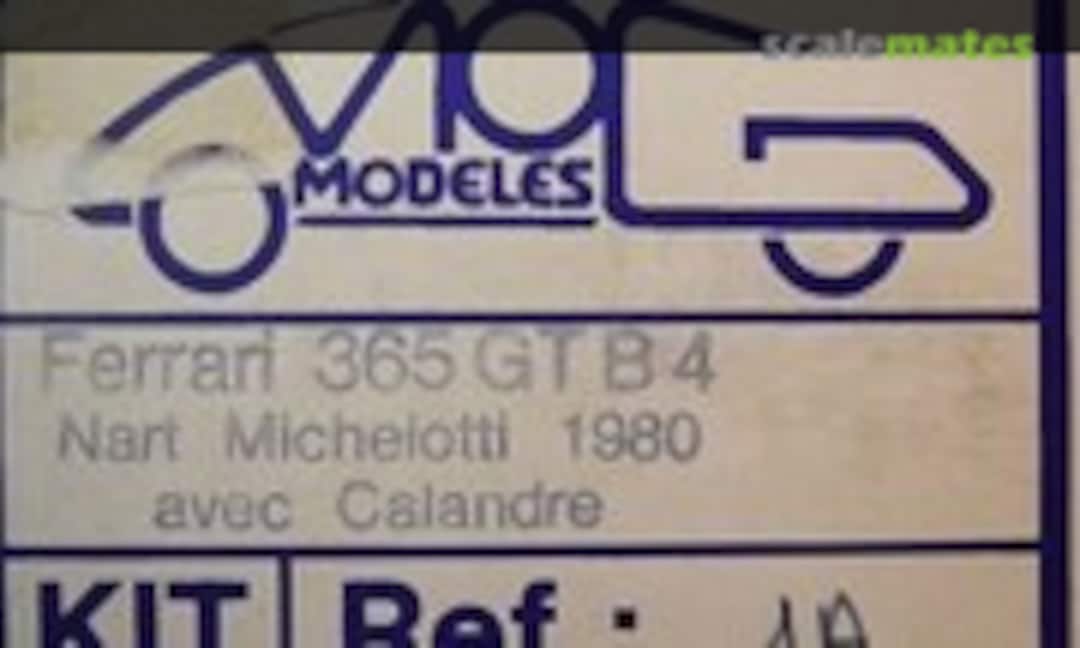 scalemates
MODELES
Ferrari 365 GT B 4
Nart Michelotti 1980
avec Calandre
KIT Ref :